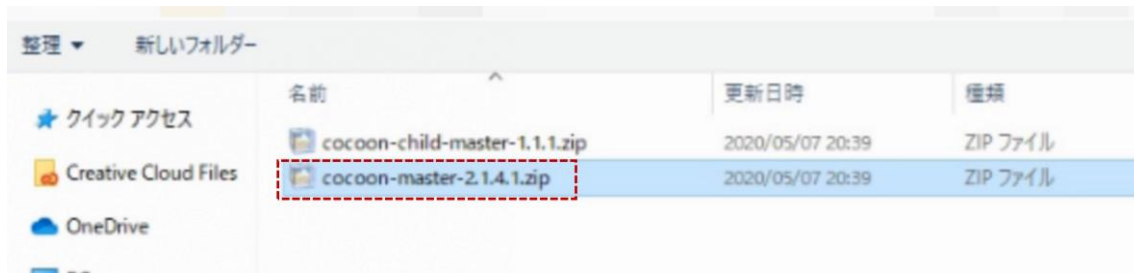 整理 ▼ 新しいフォルダー
名前 更新日時 種類
クイック アクセス
cocoon-child-master-1.1.1.zip 2020/05/07 20:39 ZIP ファイル
Creative Cloud Files
cocoon-master-2.1.4.1.zip 2020/05/07 20:39 ZIP ファイル
OneDrive